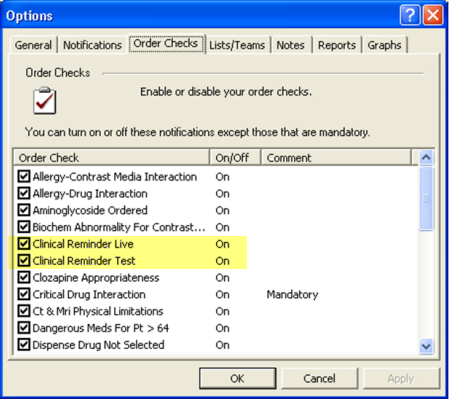 Options
General Notifications Order Checks Lists/Teams Notes Reports Graphs
Order Checks
Enable or disable your order checks.
You can turn on or off these notifications except those that are mandatory.
Order Check On/Off Comment
Allergy-Contrast Media Interaction On
Allergy-Drug Interaction On
Aminoglycoside Ordered On
Biochem Abnormality For Contrast... On
Clinical Reminder Live On
Clinical Reminder Test On
Clozapine Appropriateness On
Critical Drug Interaction On Mandatory
Ct & Mri Physical Limitations On
Dangerous Meds For Pt > 64 On
Dispense Drug Not Selected On
OK Cancel Apply